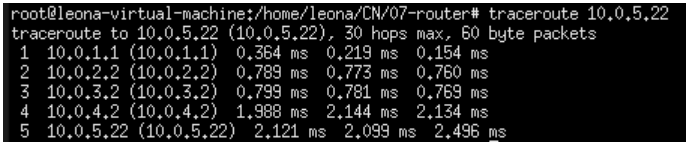 root@leona-virtual-machine:/home/leona/CN/07-router# traceroute 10.0.5.22
traceroute to 10.0.5.22 (10.0.5.22), 30 hops max, 60 byte packets
1 10.0.1.1 (10.0.1.1) 0.364 ms 0.219 ms 0.154 ms
2 10.0.2.2 (10.0.2.2) 0.789 ms 0.773 ms 0.760 ms
3 10.0.3.2 (10.0.3.2) 0.799 ms 0.781 ms 0.769 ms
4 10.0.4.2 (10.0.4.2) 1.988 ms 2.144 ms 2.134 ms
5 10.0.5.22 (10.0.5.22) 2.121 ms 2.099 ms 2.496 ms